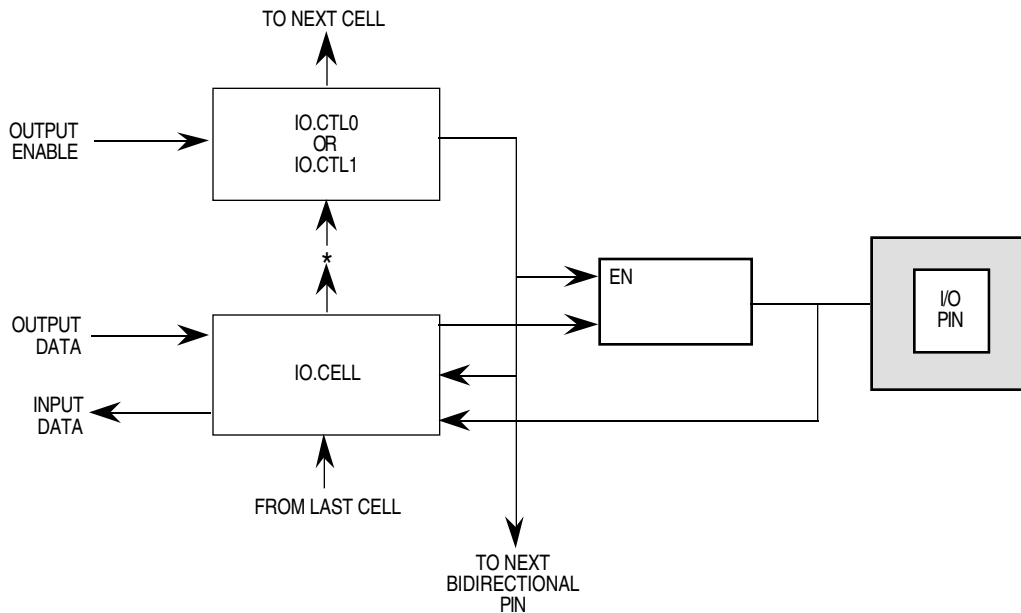 TO NEXT CELL
OUTPUT
ENABLE
IO.CTL0
OR
IO.CTL1
*
EN
I/O
PIN
OUTPUT
DATA
IO.CELL
INPUT
DATA
FROM LAST CELL
TO NEXT
BIDIRECTIONAL
PIN